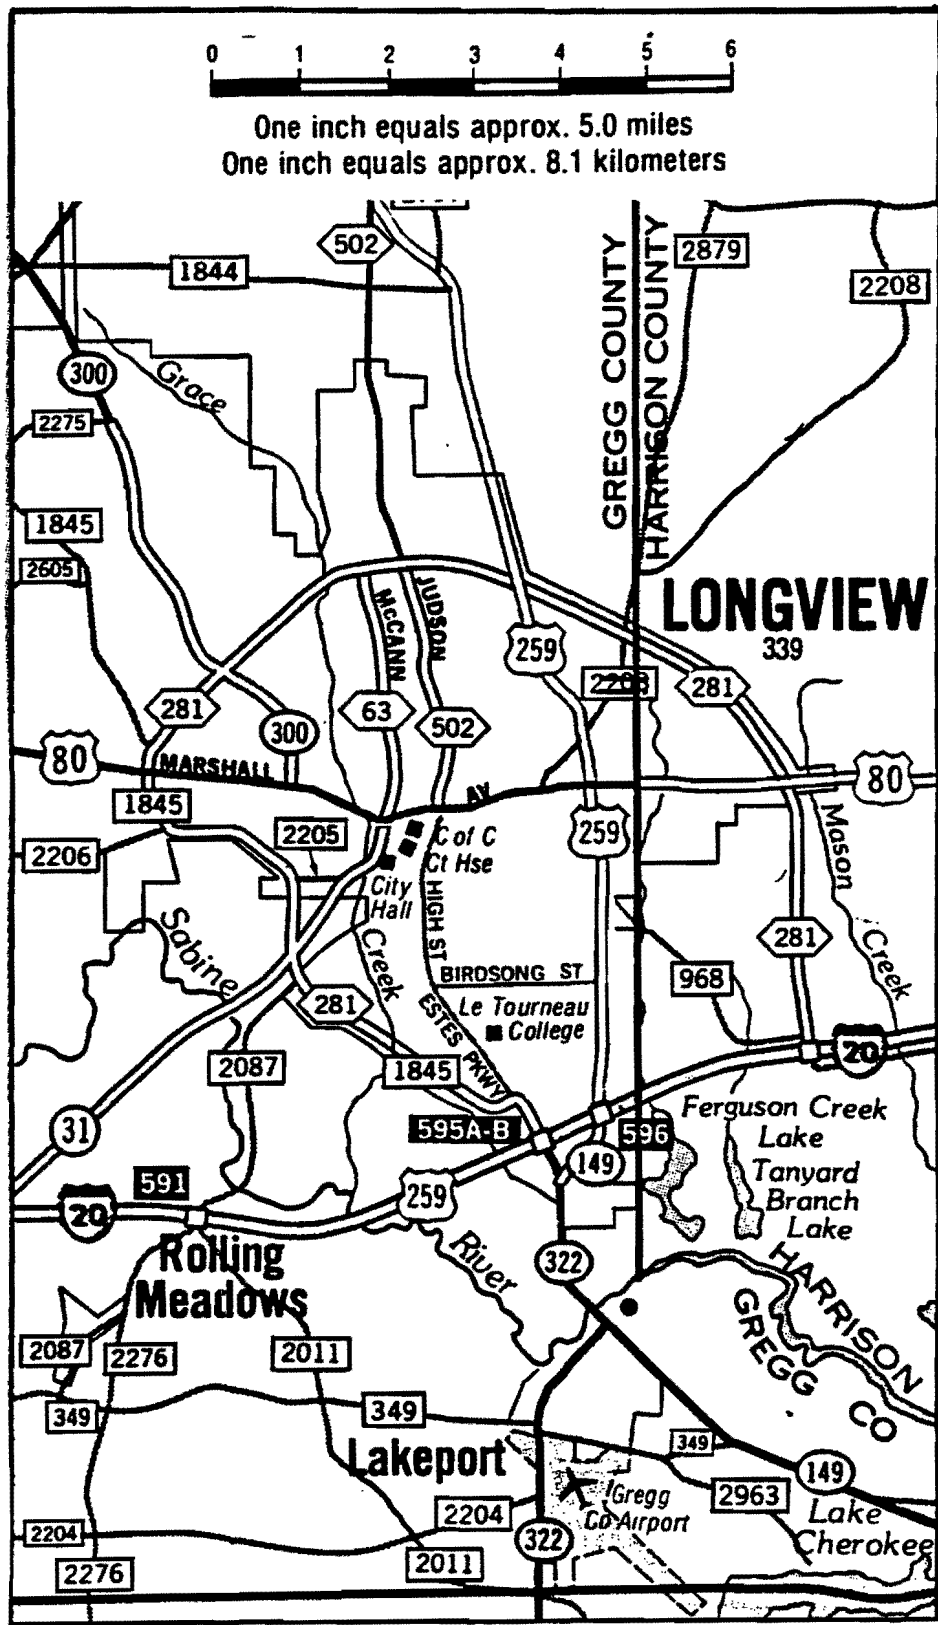 0 1 2 3 4 5 6
One inch equals approx. 5.0 miles
One inch equals approx. 8.1 kilometers
502
GREGG COUNTY
HARRISON COUNTY
2879
1844
2208
300
Grace
2275
1845
2605
McCANN
JUDSON
LONGVIEW
339
259
2208
281
281
63
502
300
80
MARSHALL
AV
80
1845
2205
C of C
Ct Hse
259
Mason
2206
City
Hall
HIGH ST
Sabine
Creek
281
Creek
BIRDSONG ST
968
281
ESTES PKWY
Le Tourneau
College
2087
1845
20
31
595A-B
596
Ferguson Creek
Lake
149
Tanyard
Branch
Lake
591
259
20
Rolling
Meadows
River
322
HARRISON
GREGG
CO
2087
2276
2011
349
349
349
Lakeport
149
2963
Gregg
Co Airport
Lake
Cherokee
2204
2204
322
2011
2276